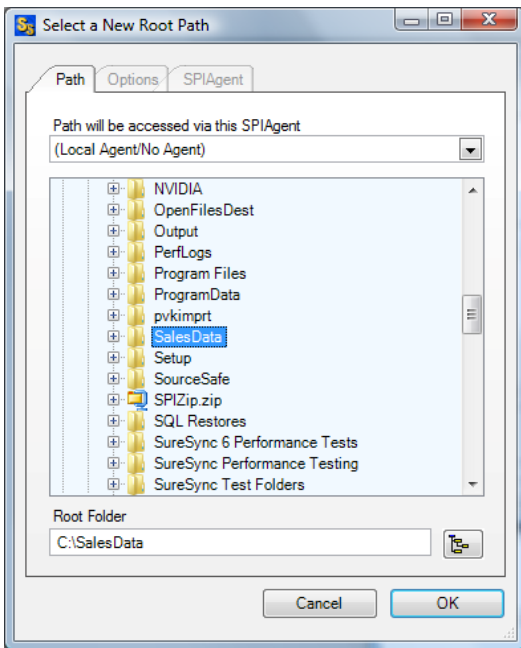 Select a New Root Path
Path Options SPIAgent
Path will be accessed via this SPIAgent
(Local Agent/No Agent)
NVIDIA
OpenFilesDest
Output
PerfLogs
Program Files
ProgramData
pvkimprt
SalesData
Setup
SourceSafe
SPIZip.zip
SQL Restores
SureSync 6 Performance Tests
SureSync Performance Testing
SureSync Test Folders
Root Folder
C:\SalesData
Cancel OK